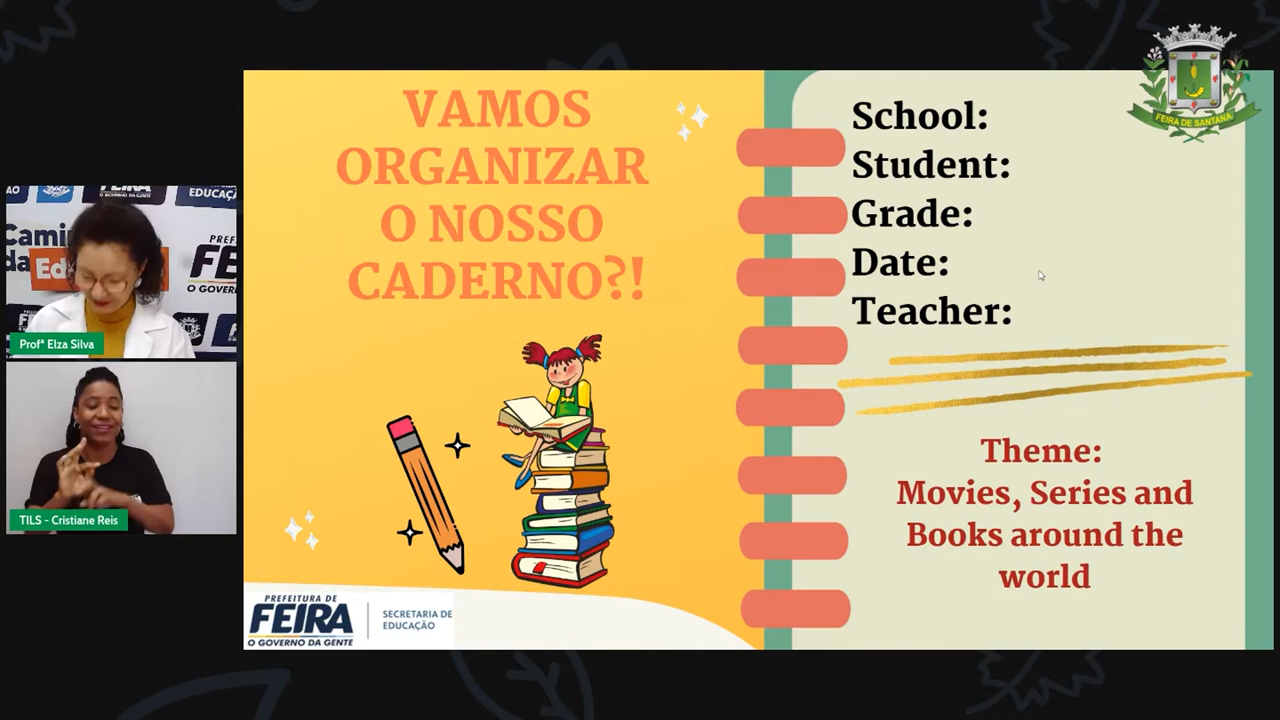 VAMOS
ORGANIZAR
O NOSSO
CADERNO?!
School:
Student:
Grade:
Date:
Teacher:
Theme:
Movies, Series and
Books around the
world
FEIRA DE SANTANA
PREFEITURA DE
FEIRA
O GOVERNO DA GENTE
SECRETARIA DE
EDUCAÇÃO
Profª Elza Silva
TILS - Cristiane Reis